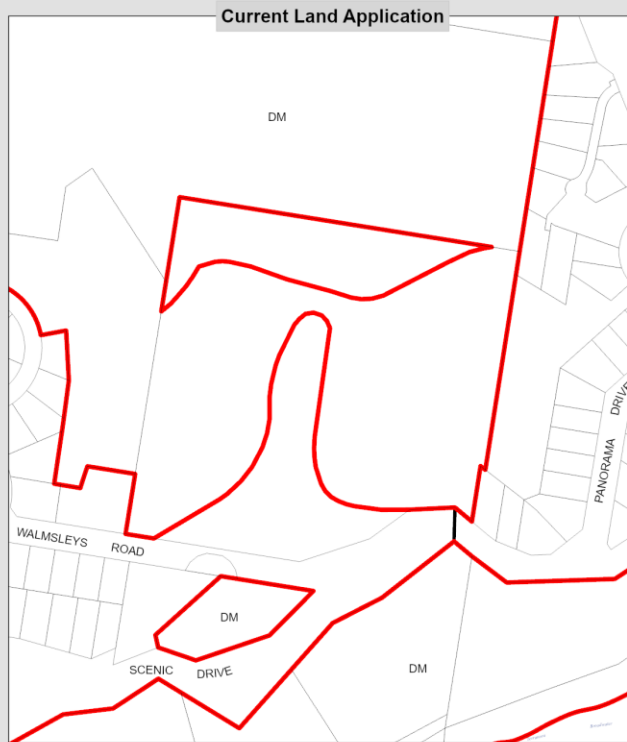 Current Land Application
DM
DRIVE
PANORAMA
WALMSLEYS ROAD
DM
SCENIC DRIVE
DM